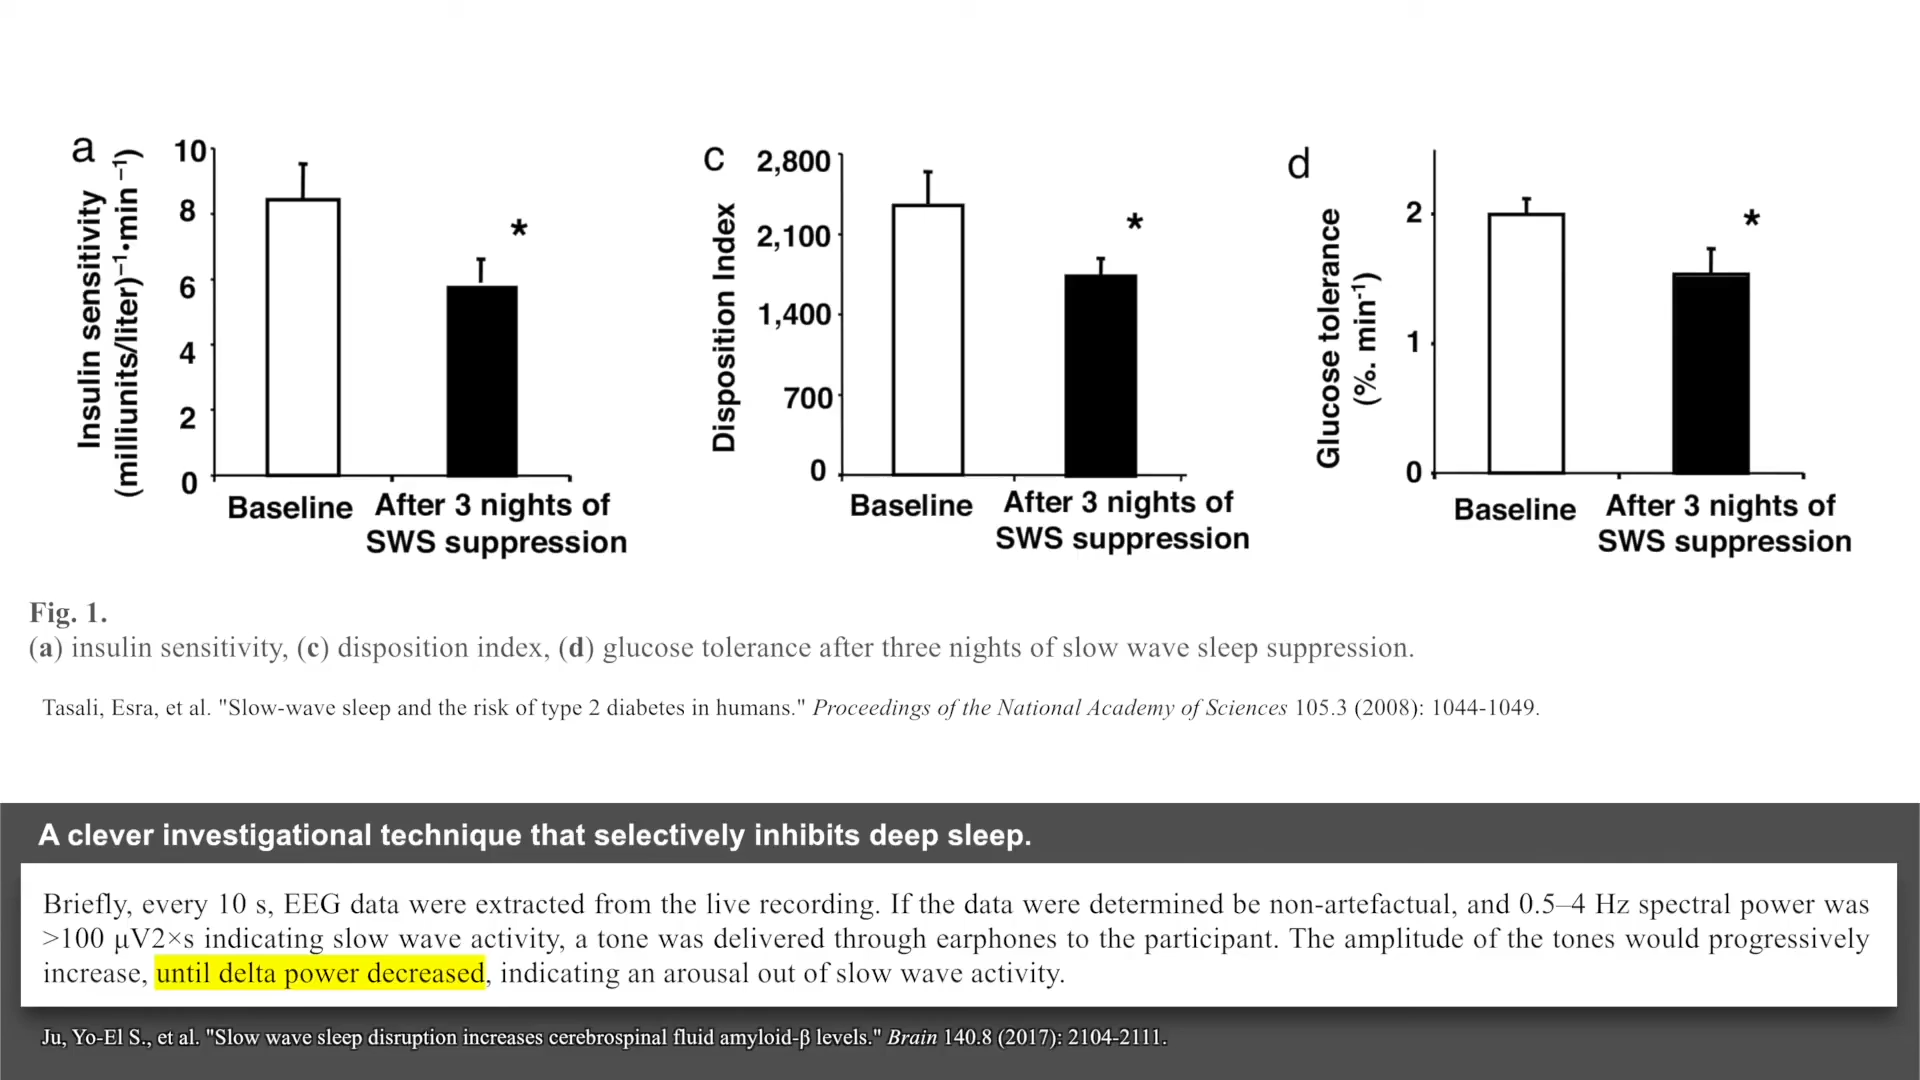 a
Insulin sensitivity
(milliunits/liter)⁻¹•min⁻¹)
10
8
6
4
2
0
Baseline
After 3 nights of
SWS suppression
*
c
Disposition Index
2,800
2,100
1,400
700
0
Baseline
After 3 nights of
SWS suppression
*
d
Glucose tolerance
(%. min⁻¹)
2
1
0
Baseline
After 3 nights of
SWS suppression
*
Fig. 1.
(a) insulin sensitivity, (c) disposition index, (d) glucose tolerance after three nights of slow wave sleep suppression.
Tasali, Esra, et al. "Slow-wave sleep and the risk of type 2 diabetes in humans." Proceedings of the National Academy of Sciences 105.3 (2008): 1044-1049.
A clever investigational technique that selectively inhibits deep sleep.
Briefly, every 10 s, EEG data were extracted from the live recording. If the data were determined be non-artefactual, and 0.5–4 Hz spectral power was
>100 μV2×s indicating slow wave activity, a tone was delivered through earphones to the participant. The amplitude of the tones would progressively
increase, until delta power decreased, indicating an arousal out of slow wave activity.
Ju, Yo-El S., et al. "Slow wave sleep disruption increases cerebrospinal fluid amyloid-β levels." Brain 140.8 (2017): 2104-2111.